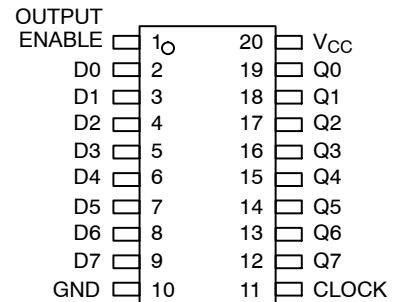 OUTPUT
ENABLE 1 20 VCC
D0 2 19 Q0
D1 3 18 Q1
D2 4 17 Q2
D3 5 16 Q3
D4 6 15 Q4
D5 7 14 Q5
D6 8 13 Q6
D7 9 12 Q7
GND 10 11 CLOCK